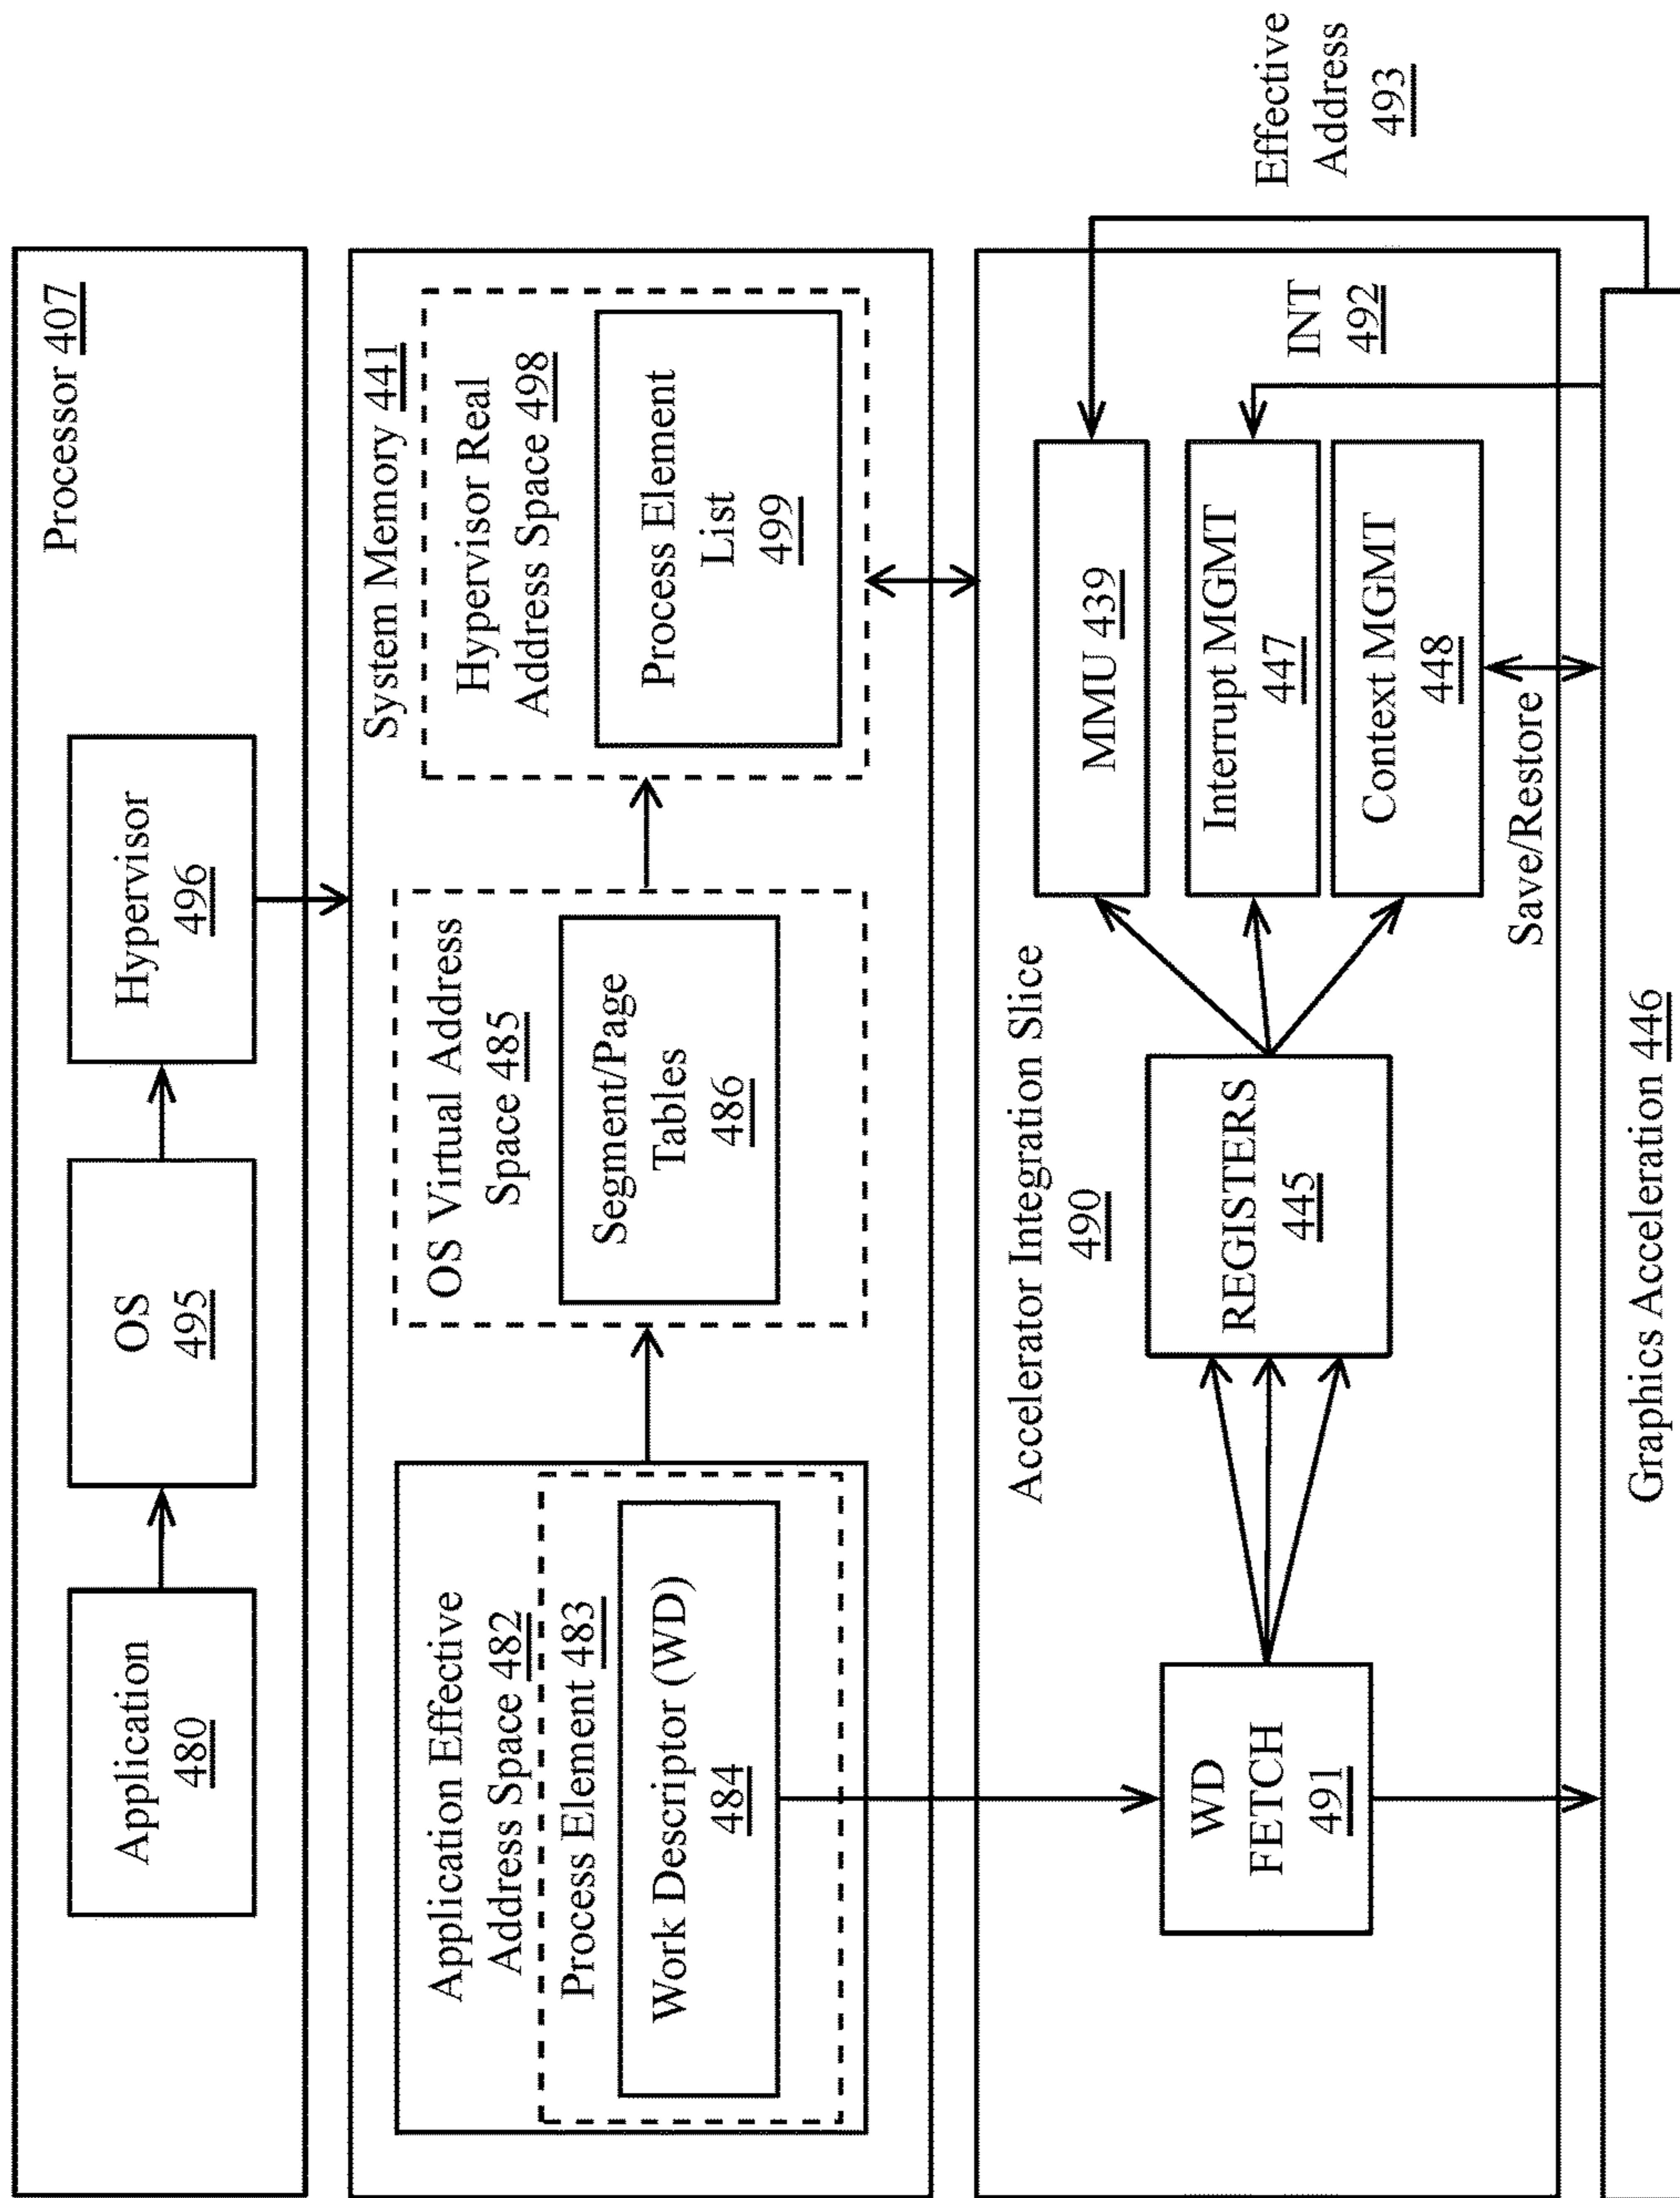 Processor 407
Application
480
OS
495
Hypervisor
496
System Memory 441
Application Effective
Address Space 482
Process Element 483
Work Descriptor (WD)
484
OS Virtual Address
Space 485
Segment/Page
Tables
486
Hypervisor Real
Address Space 498
Process Element
List
499
Accelerator Integration Slice
490
WD
FETCH
491
REGISTERS
445
MMU 439
Interrupt MGMT
447
Context MGMT
448
INT
492
Effective
Address
493
Save/Restore
Graphics Acceleration 446